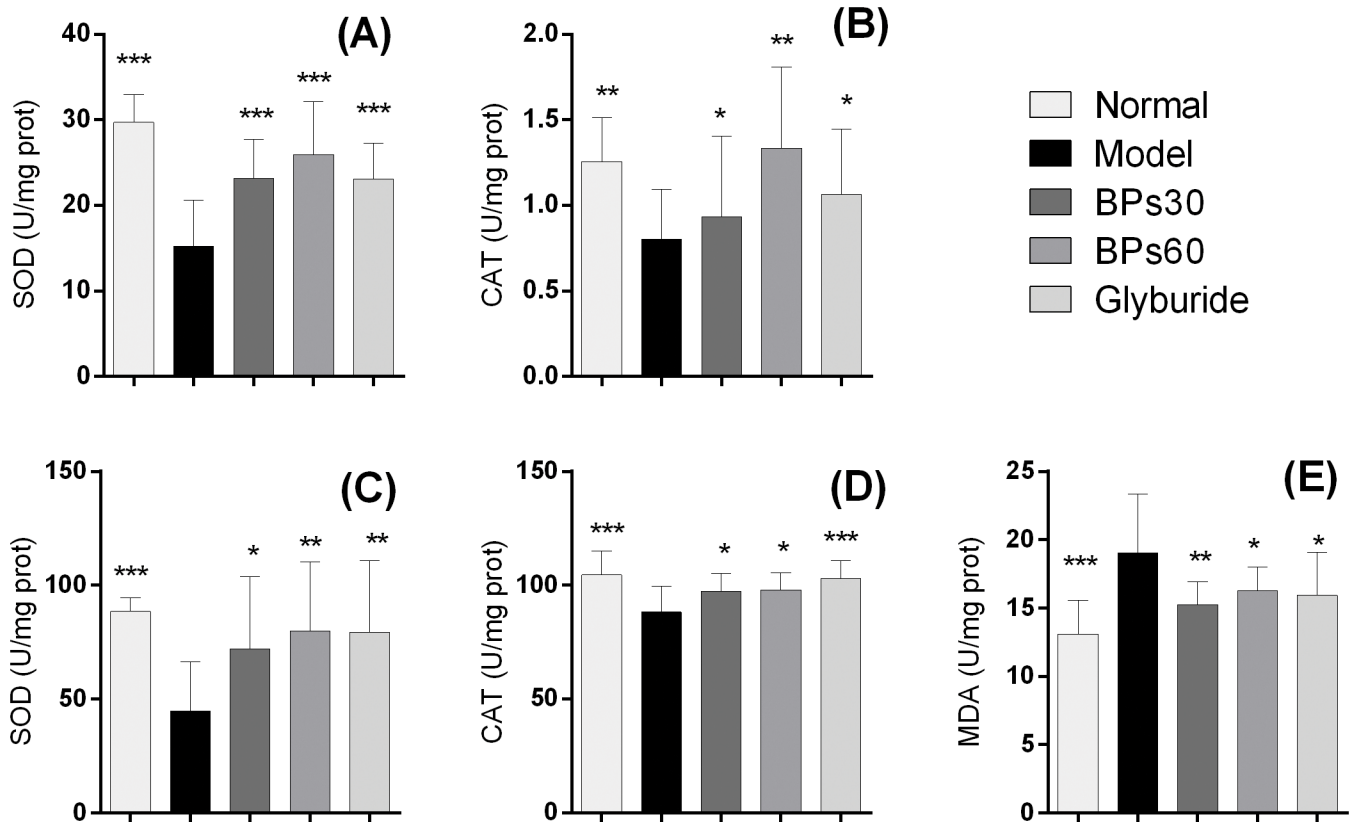 (A)
SOD (U/mg prot)
40
30
20
10
0
***
***
***
***
(B)
CAT (U/mg prot)
2.0
1.5
1.0
0.5
0.0
**
*
**
*
Normal
Model
BPs30
BPs60
Glyburide
(C)
SOD (U/mg prot)
150
100
50
0
***
*
**
**
(D)
CAT (U/mg prot)
150
100
50
0
***
*
*
***
(E)
MDA (U/mg prot)
25
20
15
10
5
0
***
**
*
*